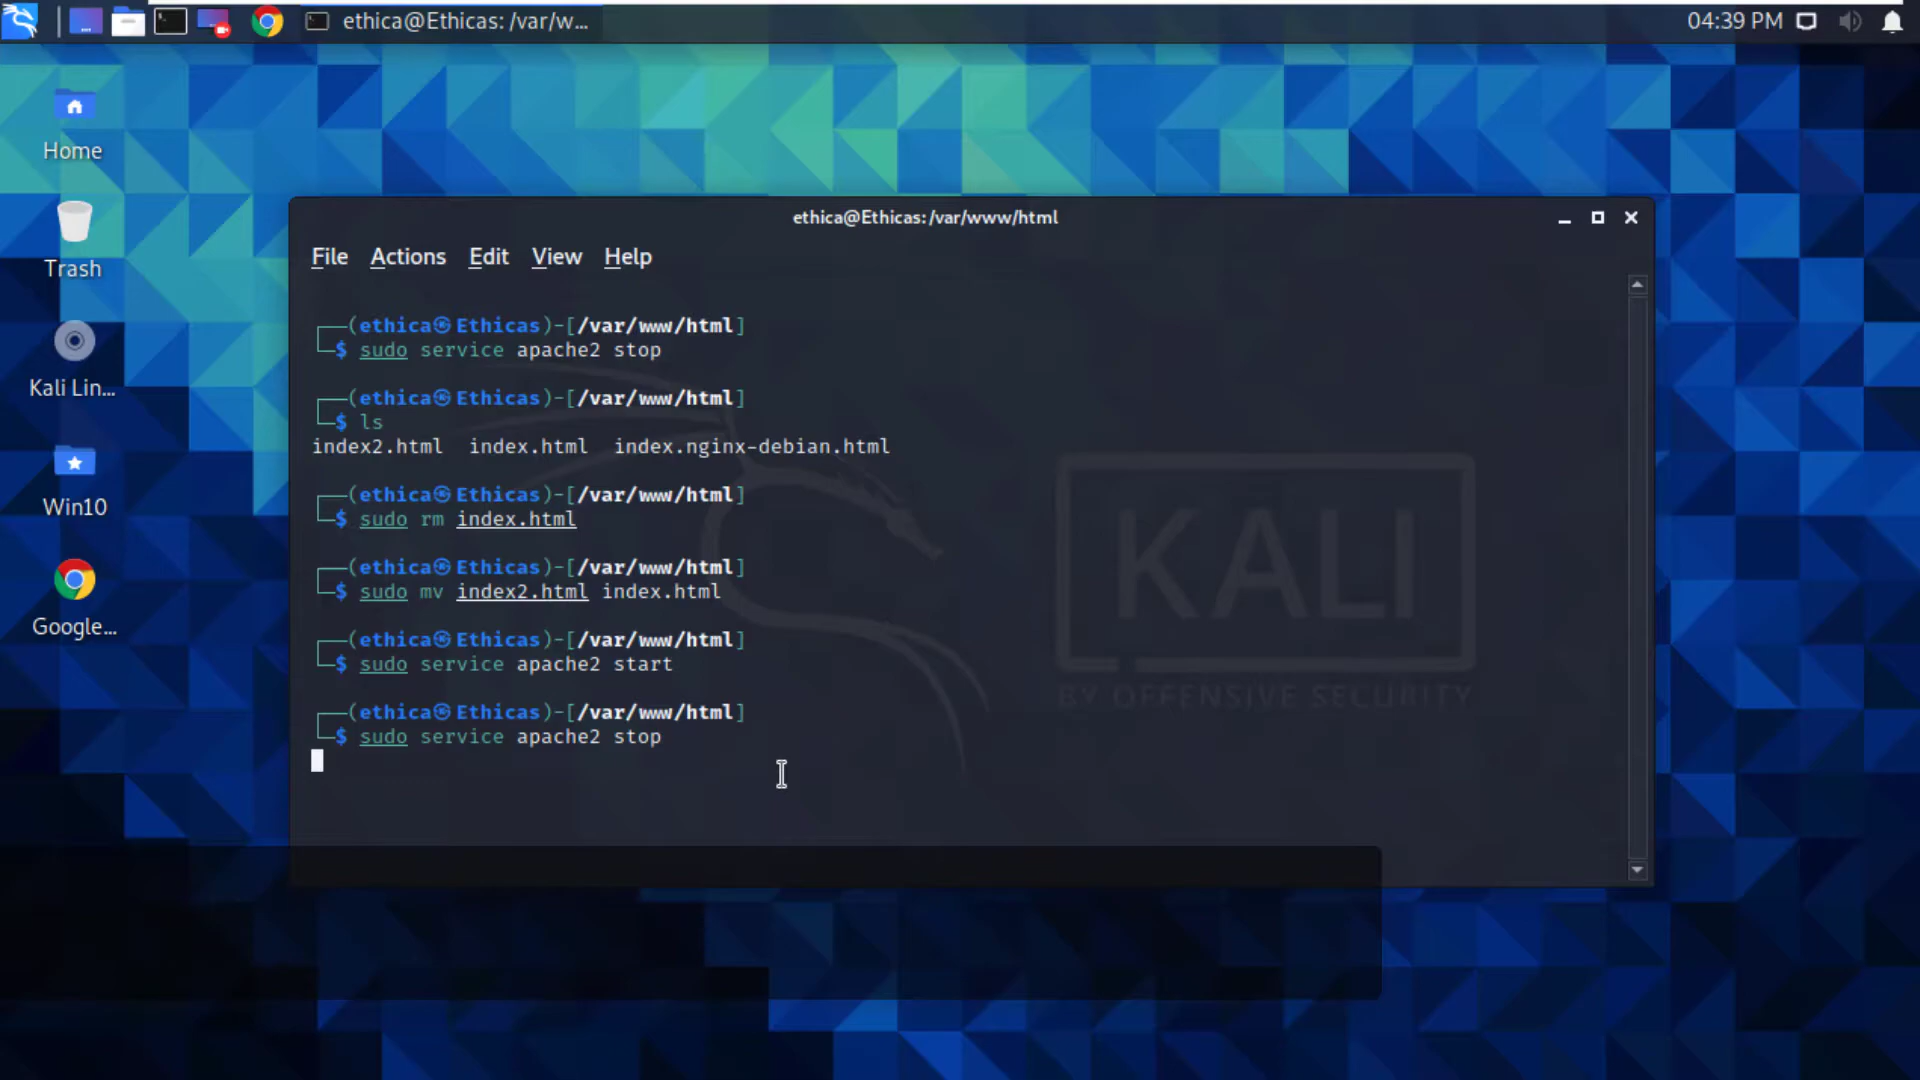 ethica@Ethicas: /var/w...
04:39 PM
Home
Trash
Kali Lin...
Win10
Google...
ethica@Ethicas:/var/www/html
File Actions Edit View Help
┌──(ethica㉿Ethicas)-[/var/www/html]
└─$ sudo service apache2 stop
┌──(ethica㉿Ethicas)-[/var/www/html]
└─$ ls
index2.html index.html index.nginx-debian.html
┌──(ethica㉿Ethicas)-[/var/www/html]
└─$ sudo rm index.html
┌──(ethica㉿Ethicas)-[/var/www/html]
└─$ sudo mv index2.html index.html
┌──(ethica㉿Ethicas)-[/var/www/html]
└─$ sudo service apache2 start
┌──(ethica㉿Ethicas)-[/var/www/html]
└─$ sudo service apache2 stop
KALI
BY OFFENSIVE SECURITY